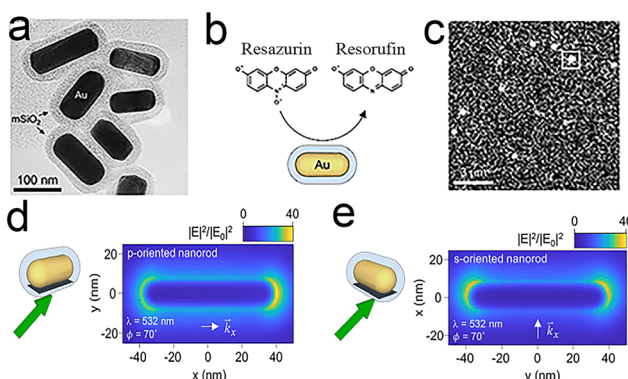 a
Au
mSiO₂
100 nm
b
Resazurin
Resorufin
Au
c
d
|E|²/|E₀|²
0
40
p-oriented nanorod
λ = 532 nm
ϕ = 70°
k⃗ₓ
y (nm)
20
0
-20
-40
-20
0
20
40
x (nm)
e
|E|²/|E₀|²
0
40
s-oriented nanorod
λ = 532 nm
ϕ = 70°
k⃗ₓ
x (nm)
20
0
-20
-40
-20
0
20
40
y (nm)